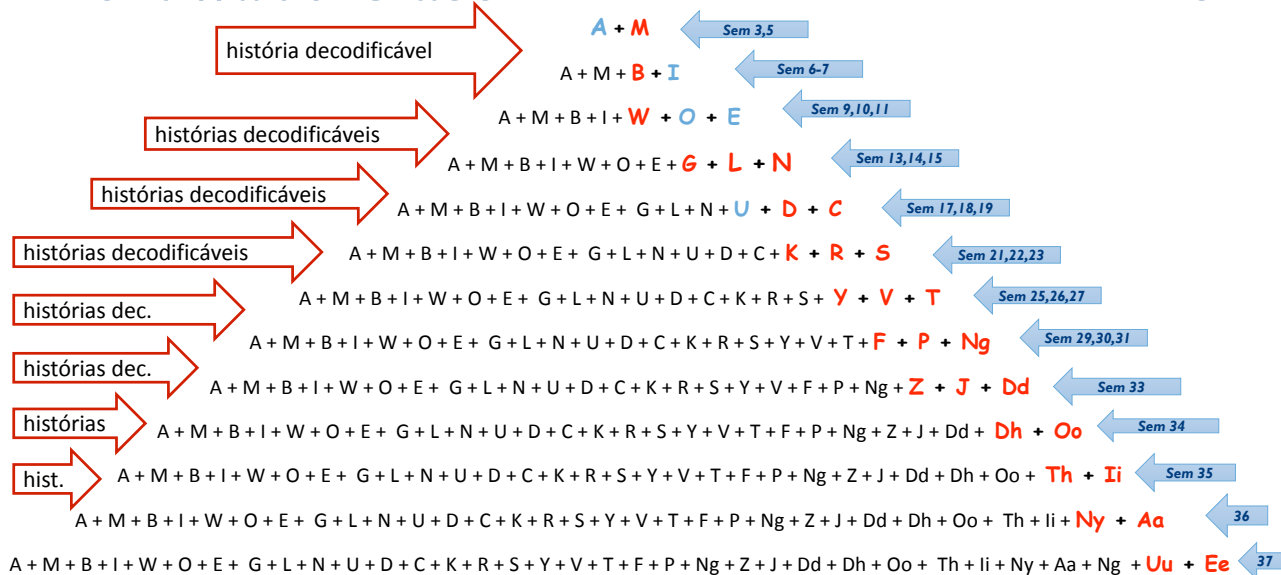 A + M Sem 3,5
história decodificável
A + M + B + I Sem 6-7
A + M + B + I + W + O + E Sem 9,10,11
histórias decodificáveis
A + M + B + I + W + O + E + G + L + N Sem 13,14,15
histórias decodificáveis
A + M + B + I + W + O + E + G + L + N + U + D + C Sem 17,18,19
histórias decodificáveis
A + M + B + I + W + O + E + G + L + N + U + D + C + K + R + S Sem 21,22,23
A + M + B + I + W + O + E + G + L + N + U + D + C + K + R + S + Y + V + T Sem 25,26,27
histórias dec.
A + M + B + I + W + O + E + G + L + N + U + D + C + K + R + S + Y + V + T + F + P + Ng Sem 29,30,31
histórias dec.
A + M + B + I + W + O + E + G + L + N + U + D + C + K + R + S + Y + V + F + P + Ng + Z + J + Dd Sem 33
histórias
A + M + B + I + W + O + E + G + L + N + U + D + C + K + R + S + Y + V + T + F + P + Ng + Z + J + Dd + Dh + Oo Sem 34
hist.
A + M + B + I + W + O + E + G + L + N + U + D + C + K + R + S + Y + V + T + F + P + Ng + Z + J + Dd + Dh + Oo + Th + Ii Sem 35
A + M + B + I + W + O + E + G + L + N + U + D + C + K + R + S + Y + V + T + F + P + Ng + Z + J + Dd + Dh + Oo + Th + Ii + Ny + Aa 36
A + M + B + I + W + O + E + G + L + N + U + D + C + K + R + S + Y + V + T + F + P + Ng + Z + J + Dd + Dh + Oo + Th + Ii + Ny + Aa + Ng + Uu + Ee 37